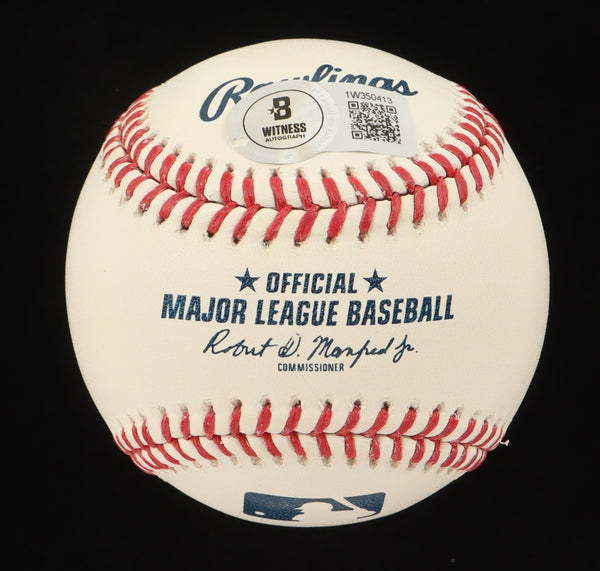 Rawlings
1W350413
B
WITNESS
AUTOGRAPH
OFFICIAL
MAJOR LEAGUE BASEBALL
Robert D. Manfred Jr.
COMMISSIONER